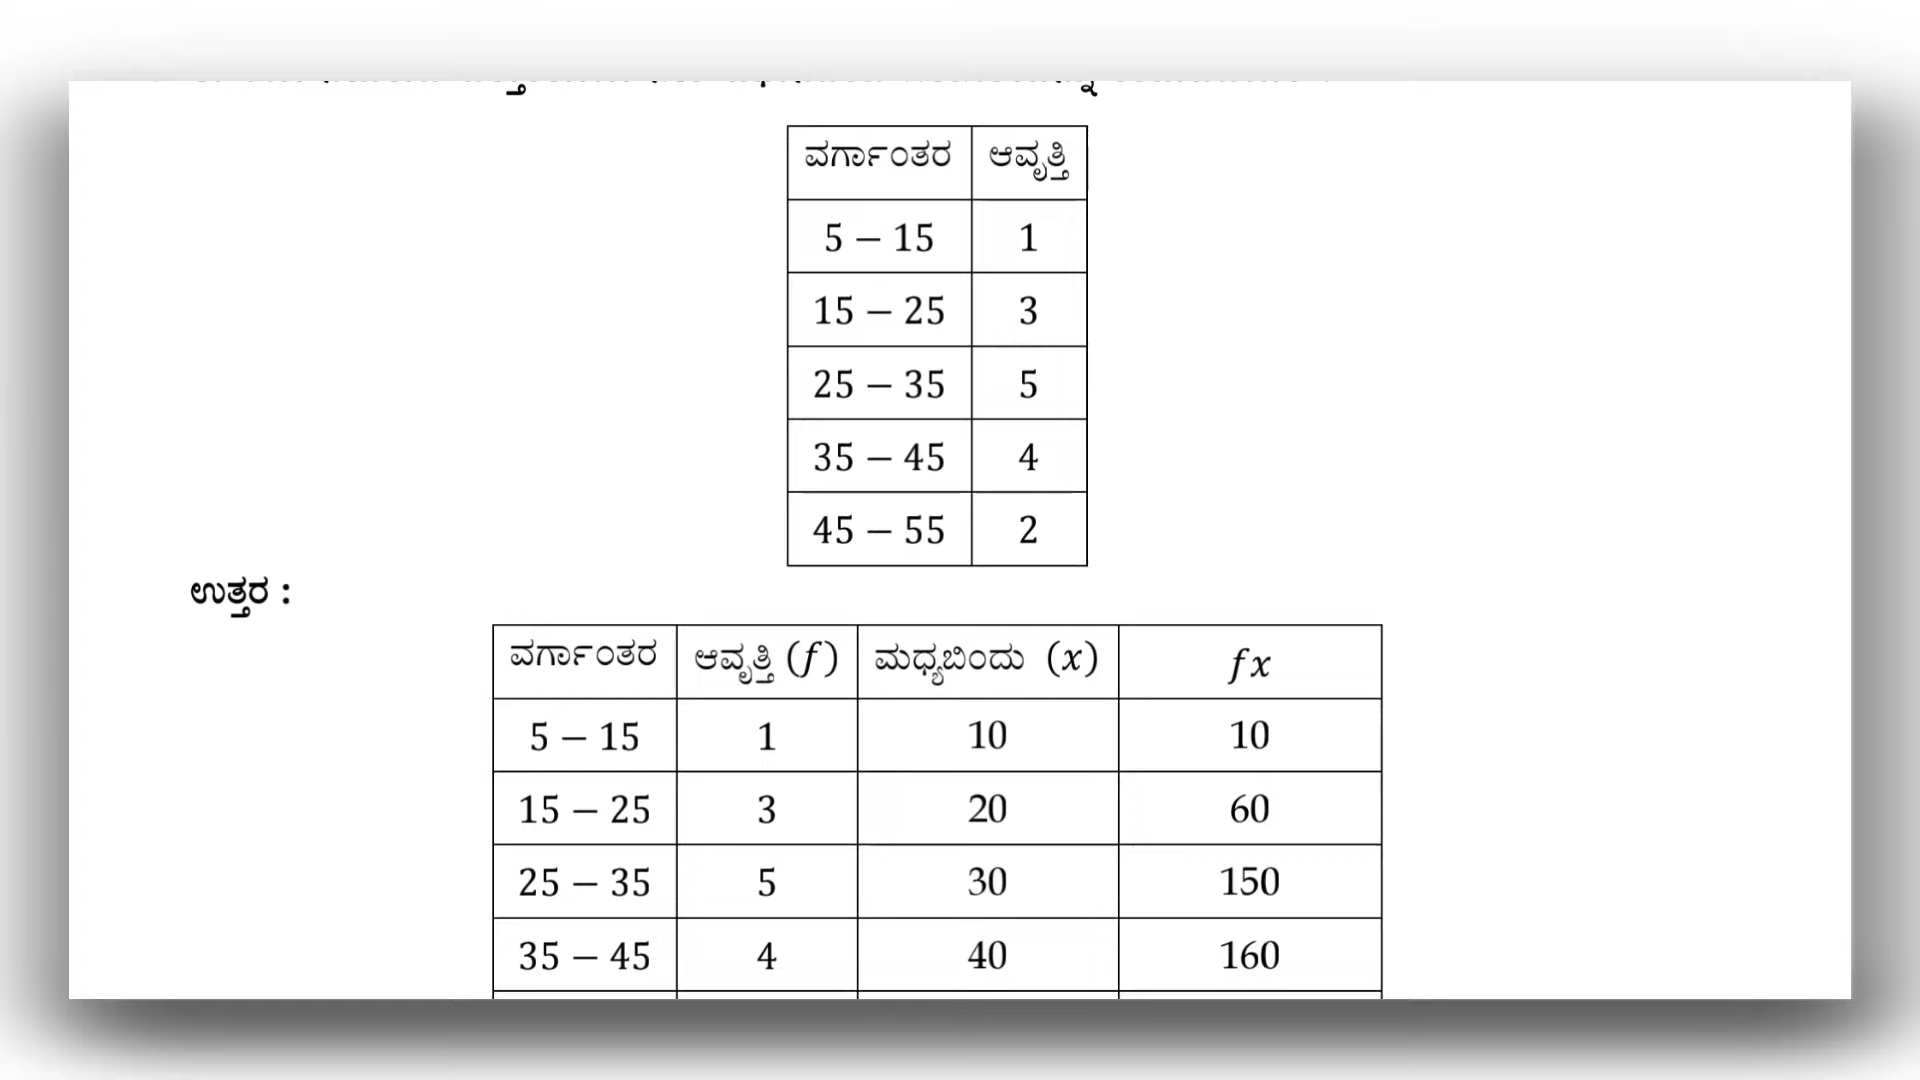 ವರ್ಗಾಂತರ ಆವೃತ್ತಿ
5 – 15 1
15 – 25 3
25 – 35 5
35 – 45 4
45 – 55 2
ಉತ್ತರ :
ವರ್ಗಾಂತರ ಆವೃತ್ತಿ (f) ಮಧ್ಯಬಿಂದು (x) fx
5 – 15 1 10 10
15 – 25 3 20 60
25 – 35 5 30 150
35 – 45 4 40 160